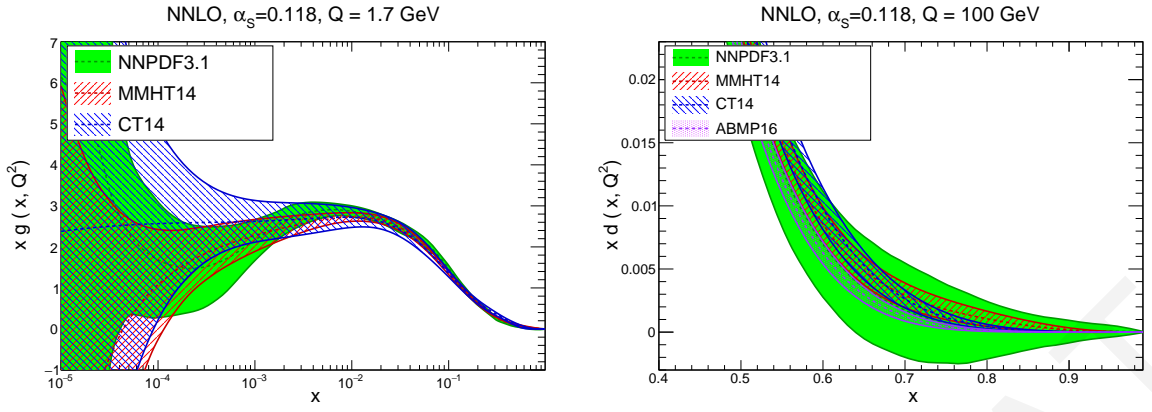 NNLO, α_S=0.118, Q = 1.7 GeV
NNPDF3.1
MMHT14
CT14
x g ( x, Q²)
7
6
5
4
3
2
1
0
−1
10⁻⁵ 10⁻⁴ 10⁻³ 10⁻² 10⁻¹
x
NNLO, α_S=0.118, Q = 100 GeV
NNPDF3.1
MMHT14
CT14
ABMP16
x d ( x, Q²)
0.02
0.015
0.01
0.005
0
0.4 0.5 0.6 0.7 0.8 0.9
x